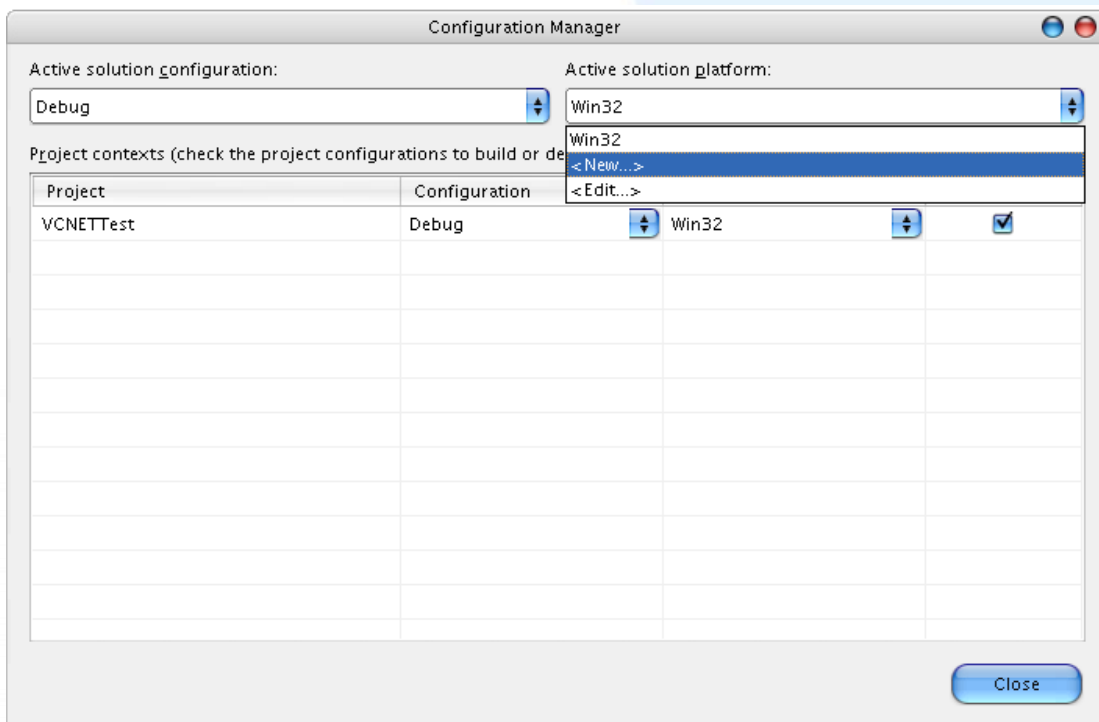 Configuration Manager
Active solution configuration:
Active solution platform:
Debug
Win32
Win32
<New...>
<Edit...>
Project contexts (check the project configurations to build or de
Project
Configuration
VCNETTest
Debug
Win32
Close